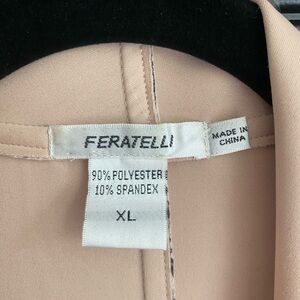 FERATELLI
MADE IN
CHINA
90% POLYESTER
10% SPANDEX
XL